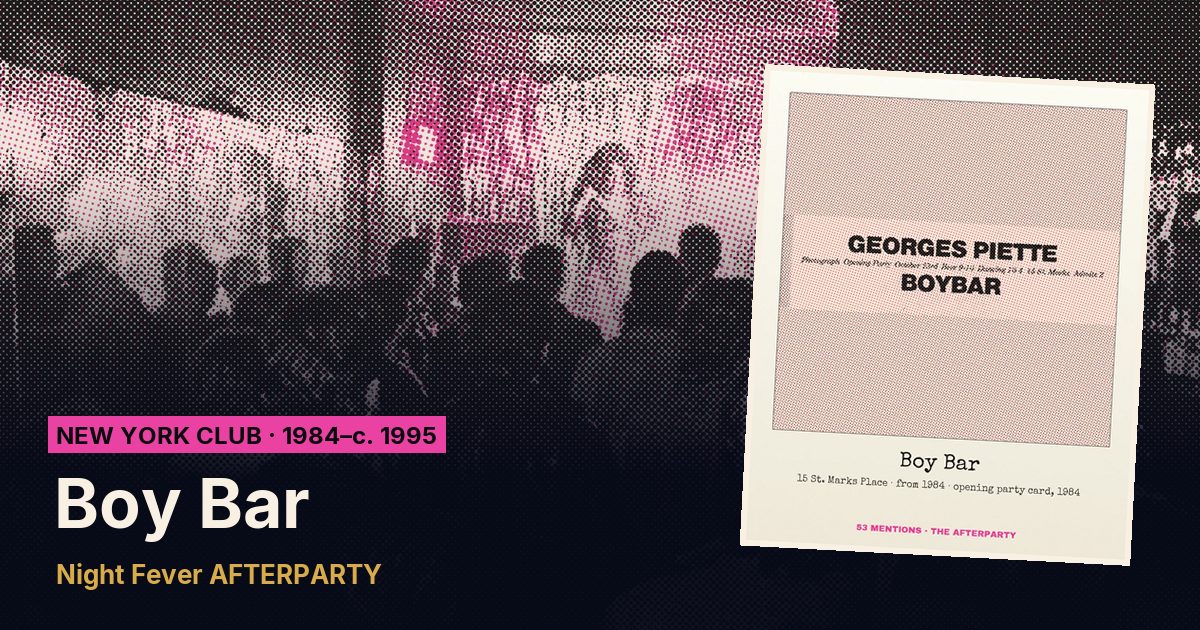 NEW YORK CLUB · 1984–c. 1995
Boy Bar
Night Fever AFTERPARTY
GEORGES PIETTE
Photograph Opening Party October 23rd Beer 9-10 Dancing 10-4 15 St. Marks Admits 2
BOYBAR
Boy Bar
15 St. Marks Place · from 1984 · opening party card, 1984
53 MENTIONS · THE AFTERPARTY